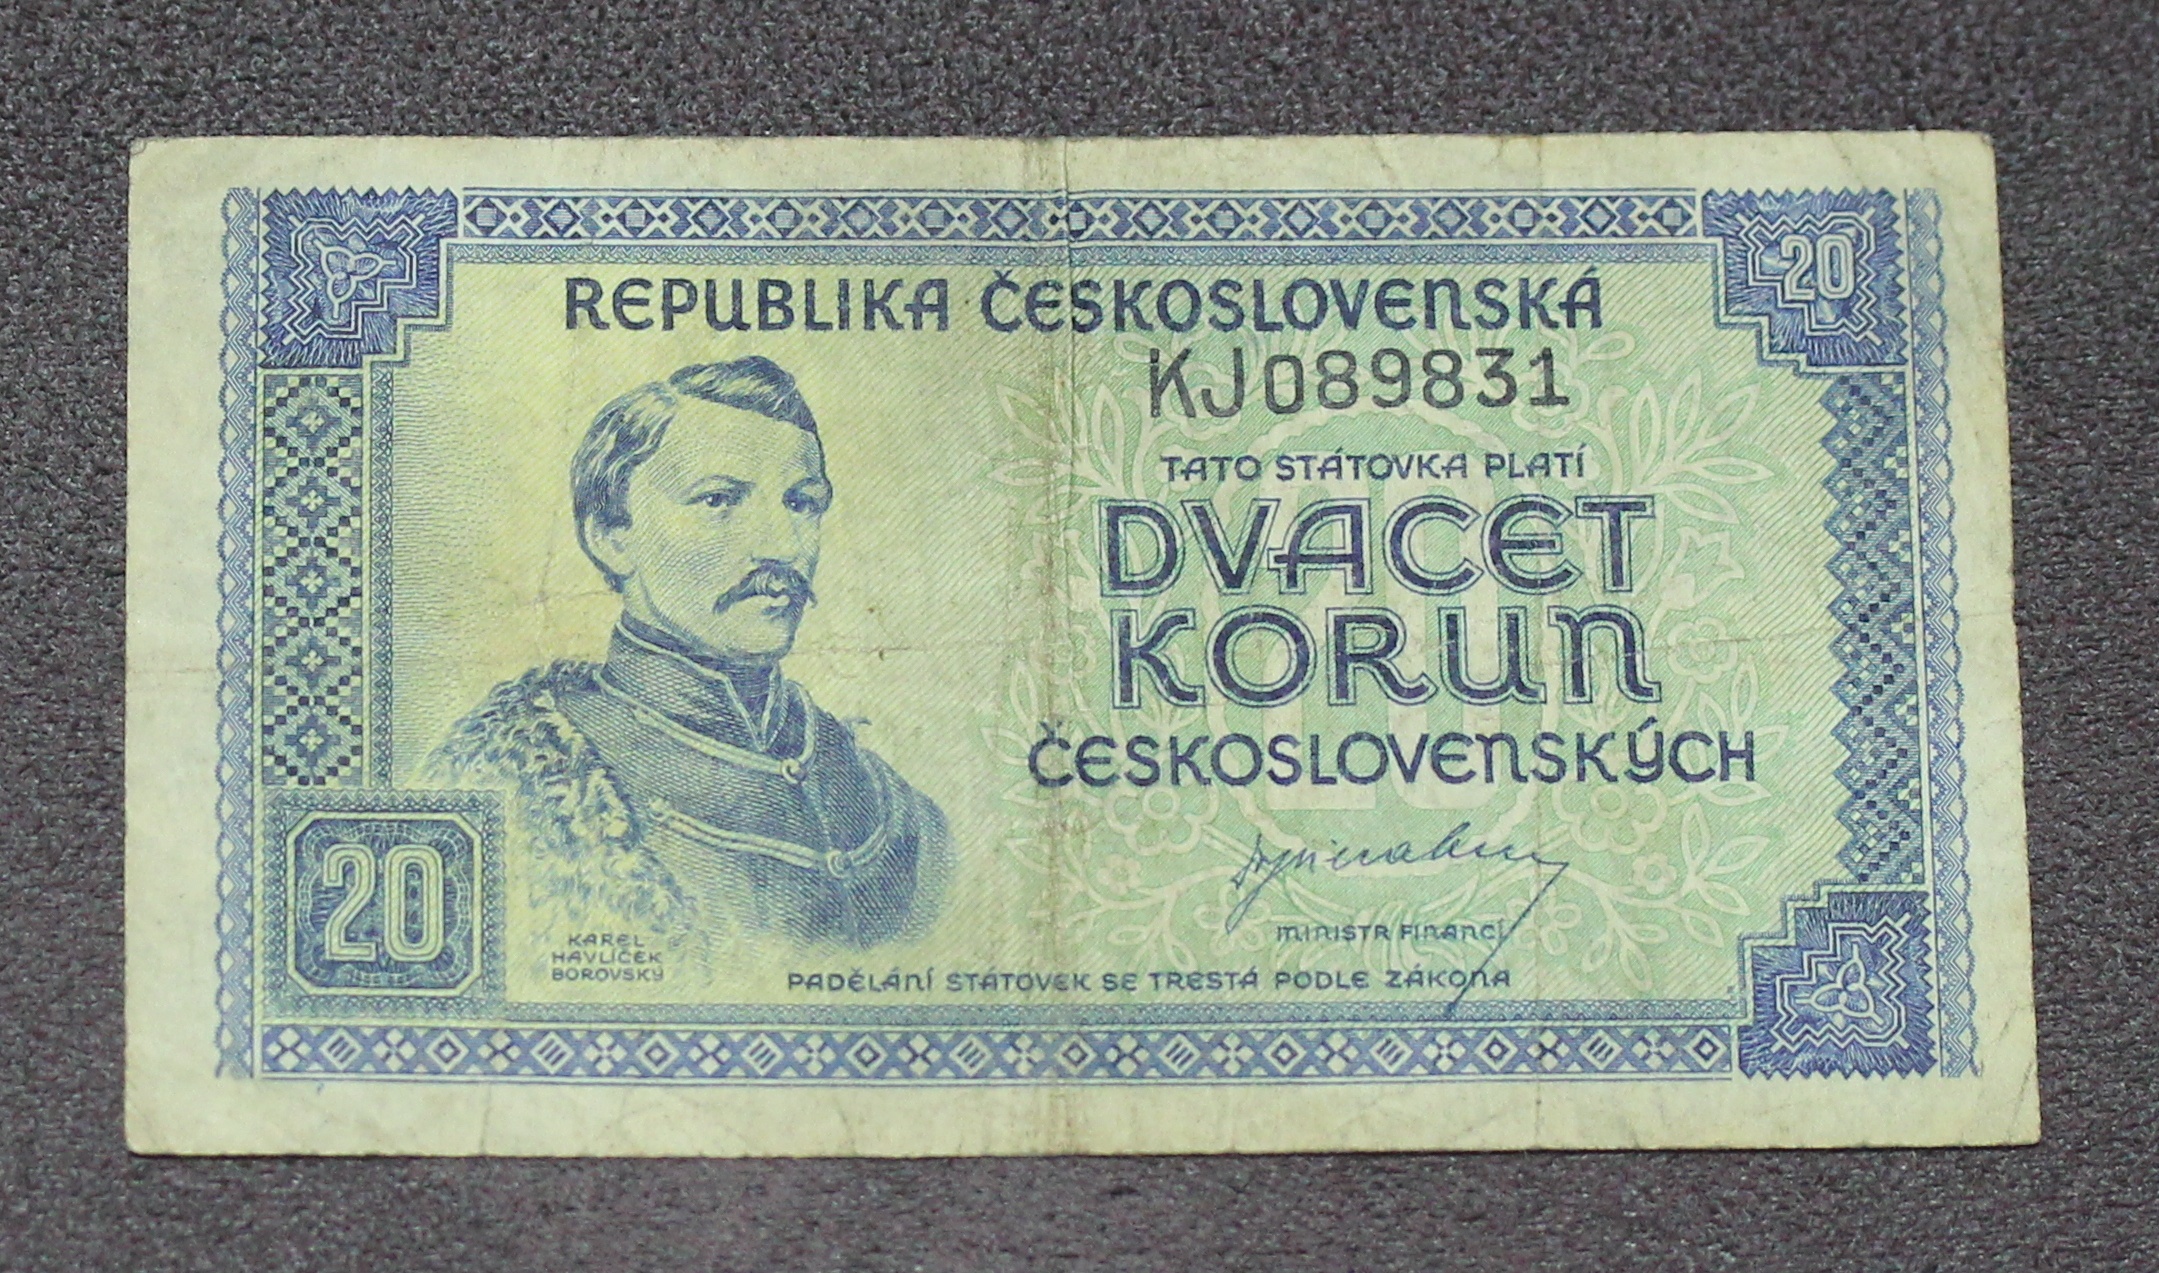 20
REPUBLIKA ČESKOSLOVENSKÁ
KJ089831
TATO STÁTOVKA PLATÍ
DVACET
KORUN
ČESKOSLOVENSKÝCH
MINISTR FINANCÍ
20
KAREL
HAVLÍČEK
BOROVSKÝ
PADĚLÁNÍ STÁTOVEK SE TRESTÁ PODLE ZÁKONA